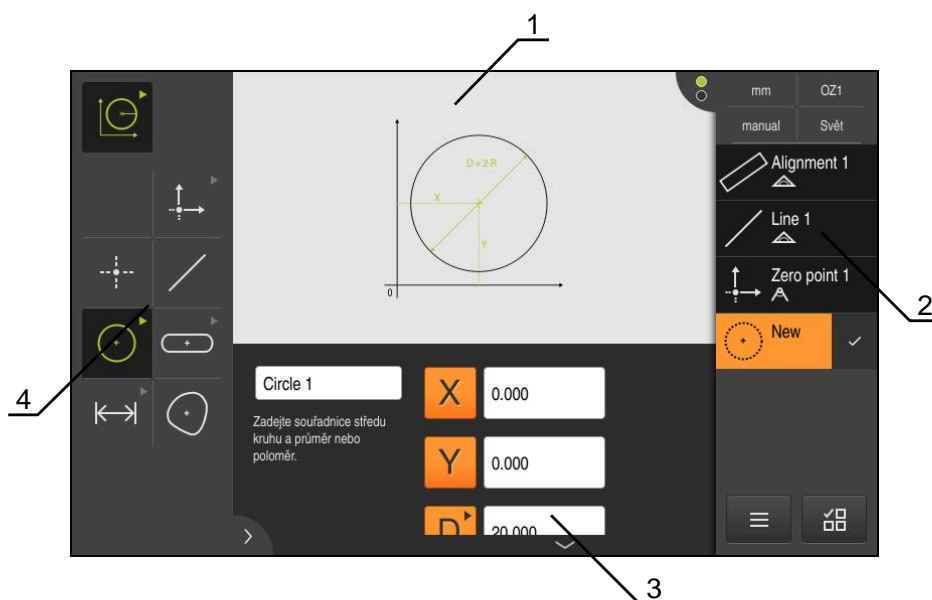 1
mm OZ1
manual Svět
D = 2·R
X
Y
0
Alignment 1
Line 1
Zero point 1
New
2
4
Circle 1
Zadejte souřadnice středu
kruhu a průměr nebo
poloměr.
X 0.000
Y 0.000
D 20.000
3